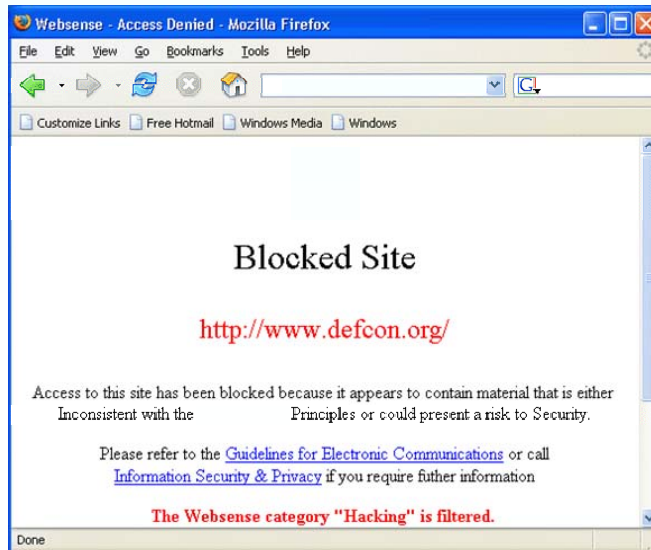 Websense - Access Denied - Mozilla Firefox
File Edit View Go Bookmarks Tools Help
G
Customize Links Free Hotmail Windows Media Windows
Blocked Site
http://www.defcon.org/
Access to this site has been blocked because it appears to contain material that is either
Inconsistent with the Principles or could present a risk to Security.
Please refer to the Guidelines for Electronic Communications or call
Information Security & Privacy if you require futher information
The Websense category "Hacking" is filtered.
Done